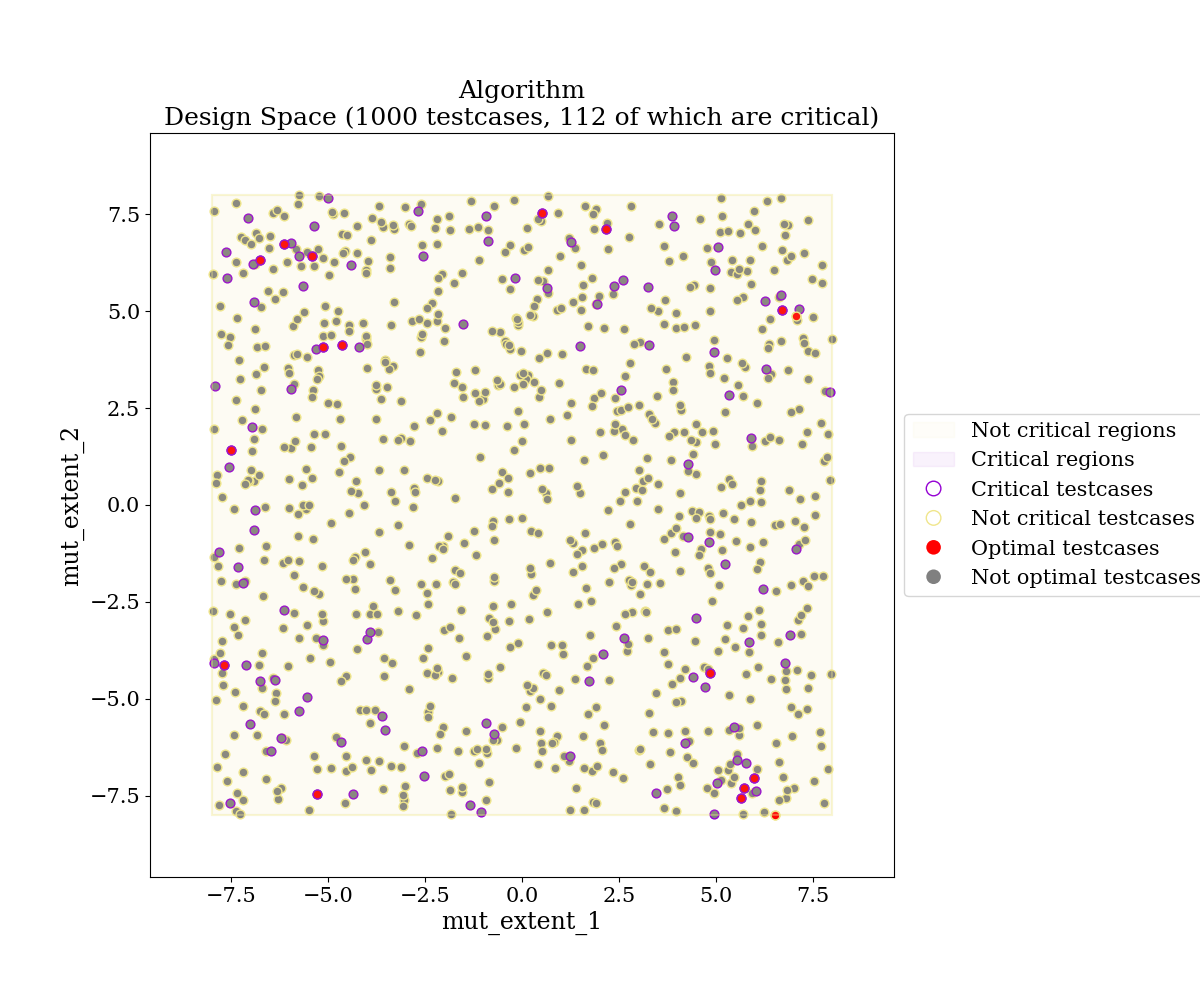 Algorithm
Design Space (1000 testcases, 112 of which are critical)
7.5
5.0
2.5
0.0
−2.5
−5.0
−7.5
mut_extent_2
−7.5
−5.0
−2.5
0.0
2.5
5.0
7.5
mut_extent_1
Not critical regions
Critical regions
Critical testcases
Not critical testcases
Optimal testcases
Not optimal testcases